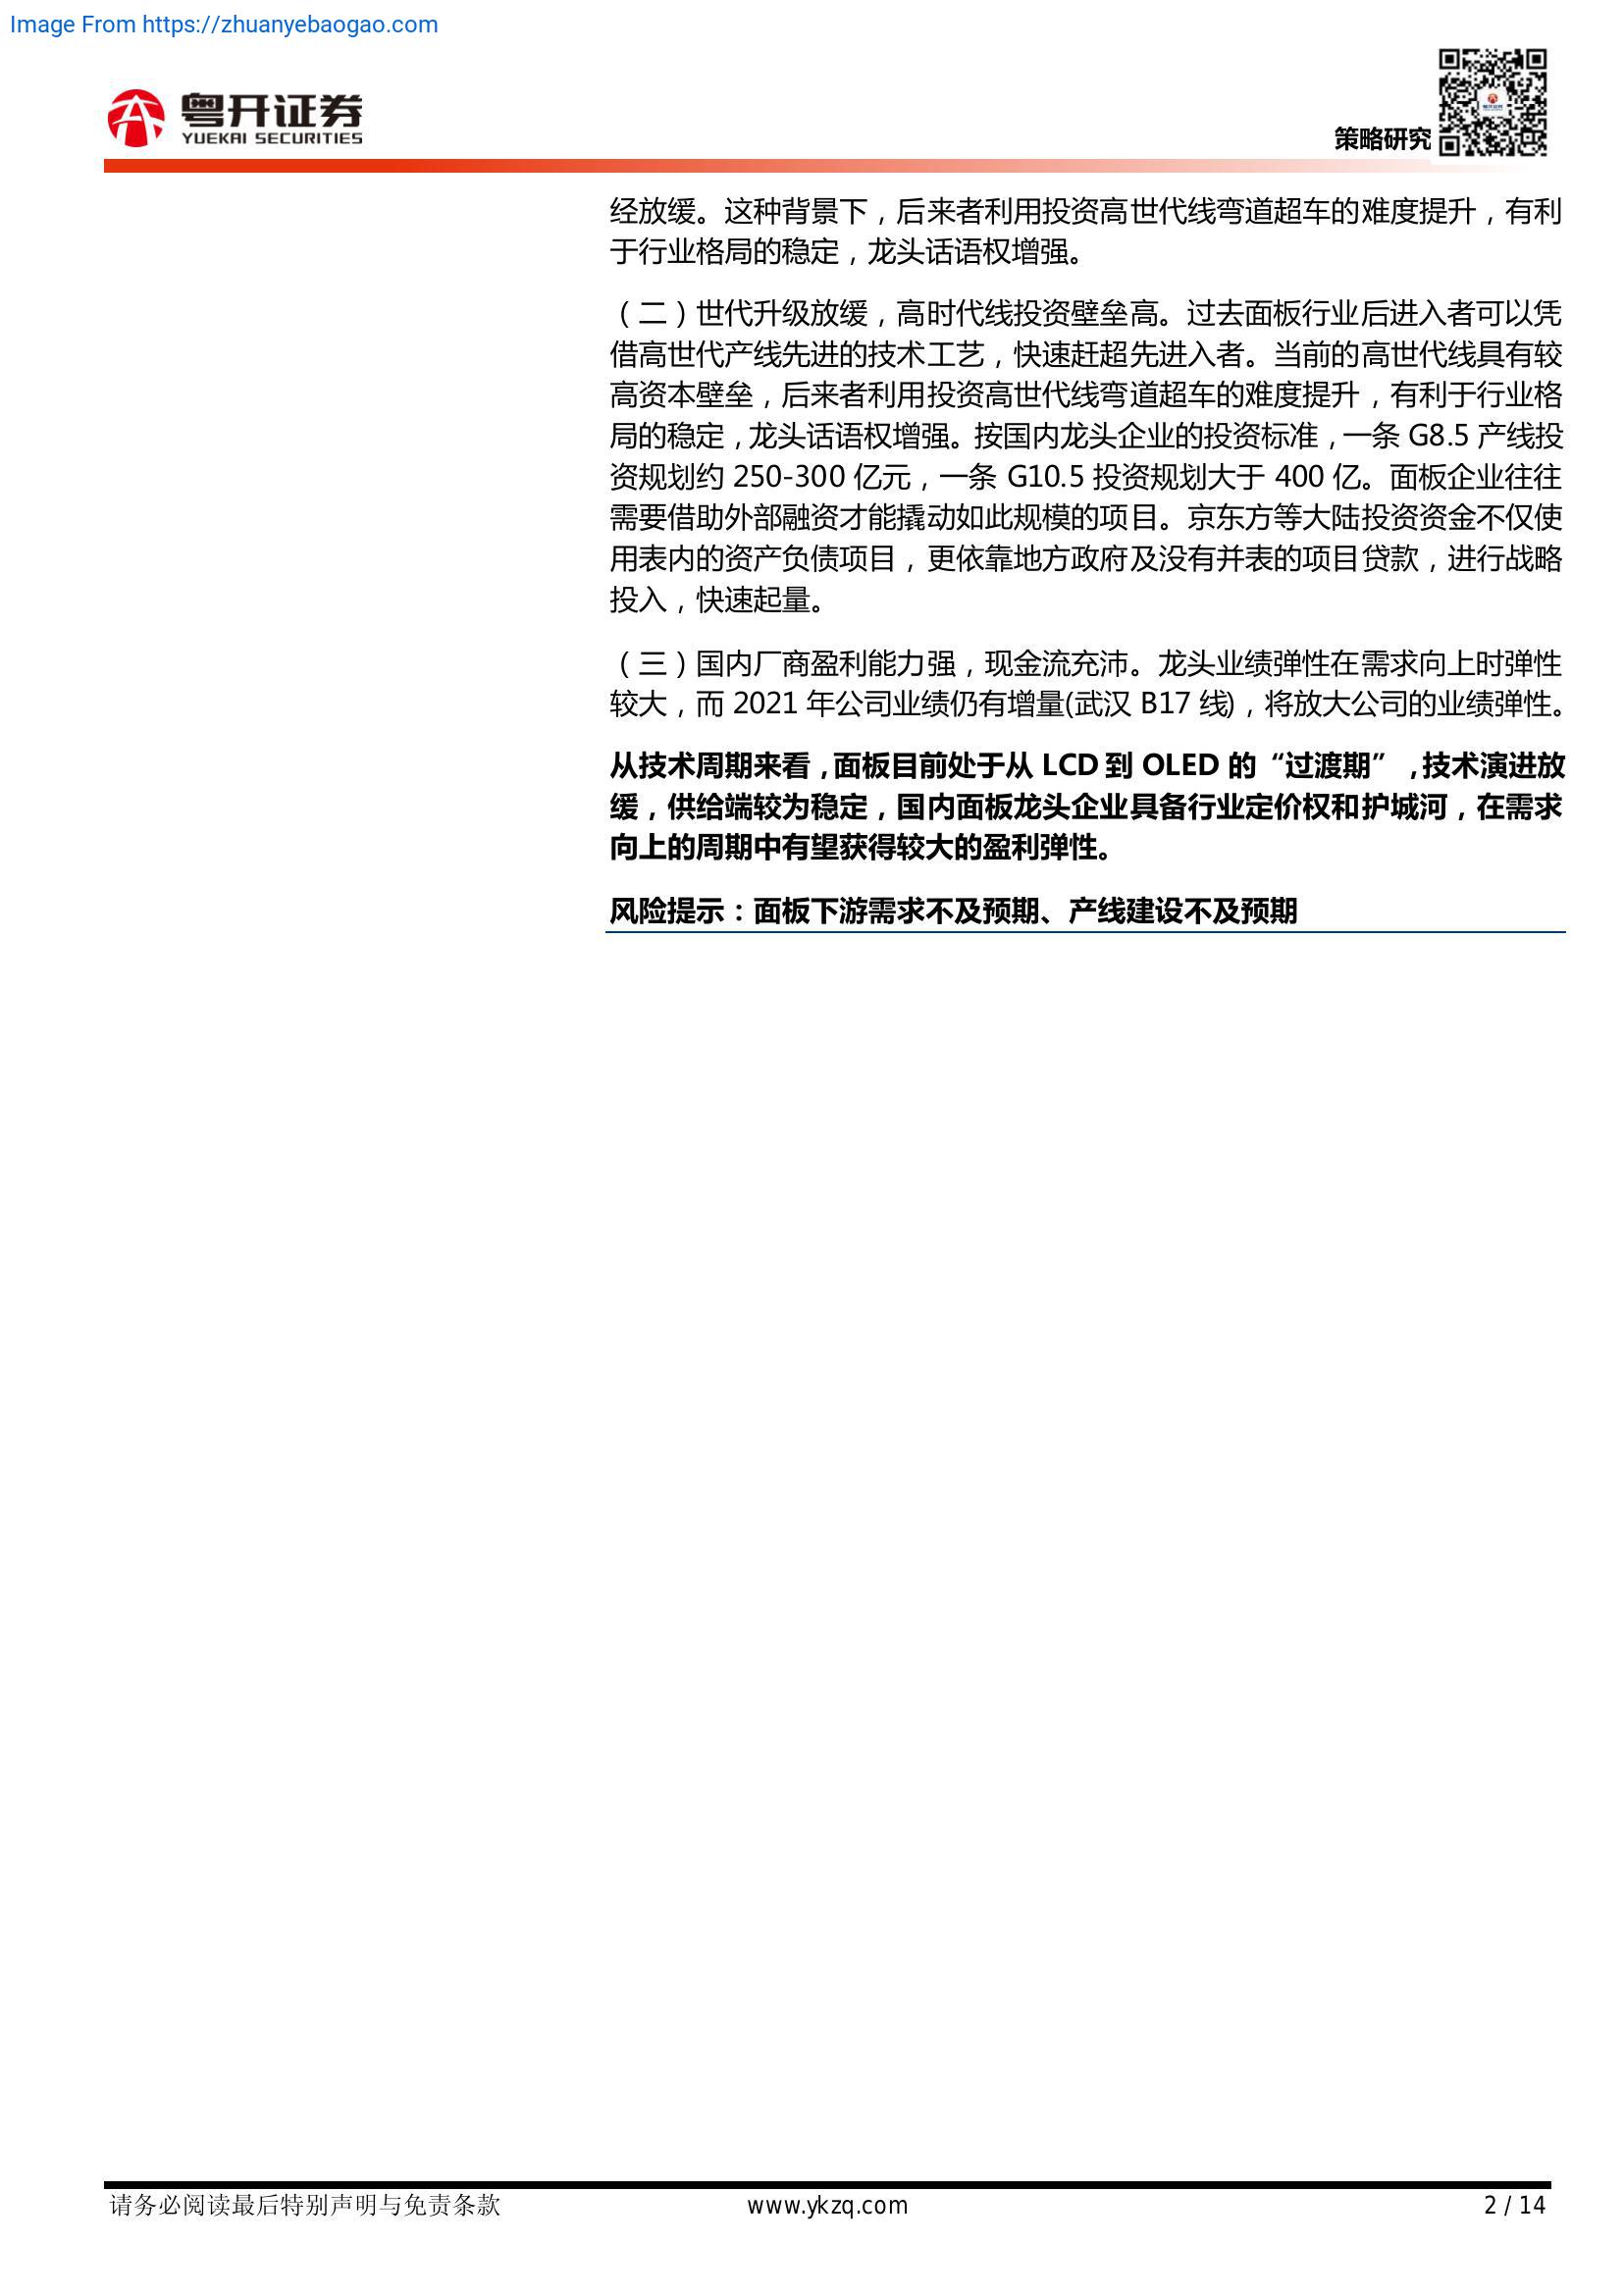 Image From https://zhuanyebaogao.com
粤开证券
YUEKAI SECURITIES
策略研究
经放缓。这种背景下，后来者利用投资高世代线弯道超车的难度提升，有利
于行业格局的稳定，龙头话语权增强。
（二）世代升级放缓，高时代线投资壁垒高。过去面板行业后进入者可以凭
借高世代产线先进的技术工艺，快速赶超先进入者。当前的高世代线具有较
高资本壁垒，后来者利用投资高世代线弯道超车的难度提升，有利于行业格
局的稳定，龙头话语权增强。按国内龙头企业的投资标准，一条 G8.5 产线投
资规划约 250-300 亿元，一条 G10.5 投资规划大于 400 亿。面板企业往往
需要借助外部融资才能撬动如此规模的项目。京东方等大陆投资资金不仅使
用表内的资产负债项目，更依靠地方政府及没有并表的项目贷款，进行战略
投入，快速起量。
（三）国内厂商盈利能力强，现金流充沛。龙头业绩弹性在需求向上时弹性
较大，而 2021 年公司业绩仍有增量(武汉 B17 线)，将放大公司的业绩弹性。
从技术周期来看，面板目前处于从 LCD 到 OLED 的“过渡期”，技术演进放
缓，供给端较为稳定，国内面板龙头企业具备行业定价权和护城河，在需求
向上的周期中有望获得较大的盈利弹性。
风险提示：面板下游需求不及预期、产线建设不及预期
请务必阅读最后特别声明与免责条款
www.ykzq.com
2 / 14